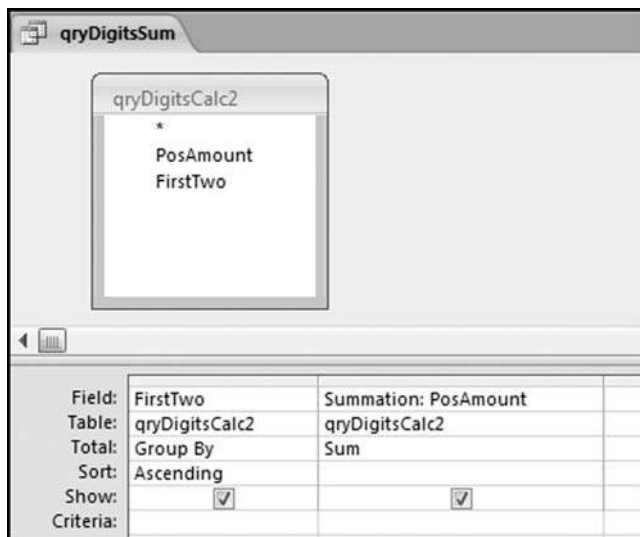 qryDigitsSum
qryDigitsCalc2
*
PosAmount
FirstTwo
Field: FirstTwo Summation: PosAmount
Table: qryDigitsCalc2 qryDigitsCalc2
Total: Group By Sum
Sort: Ascending
Show:
Criteria: